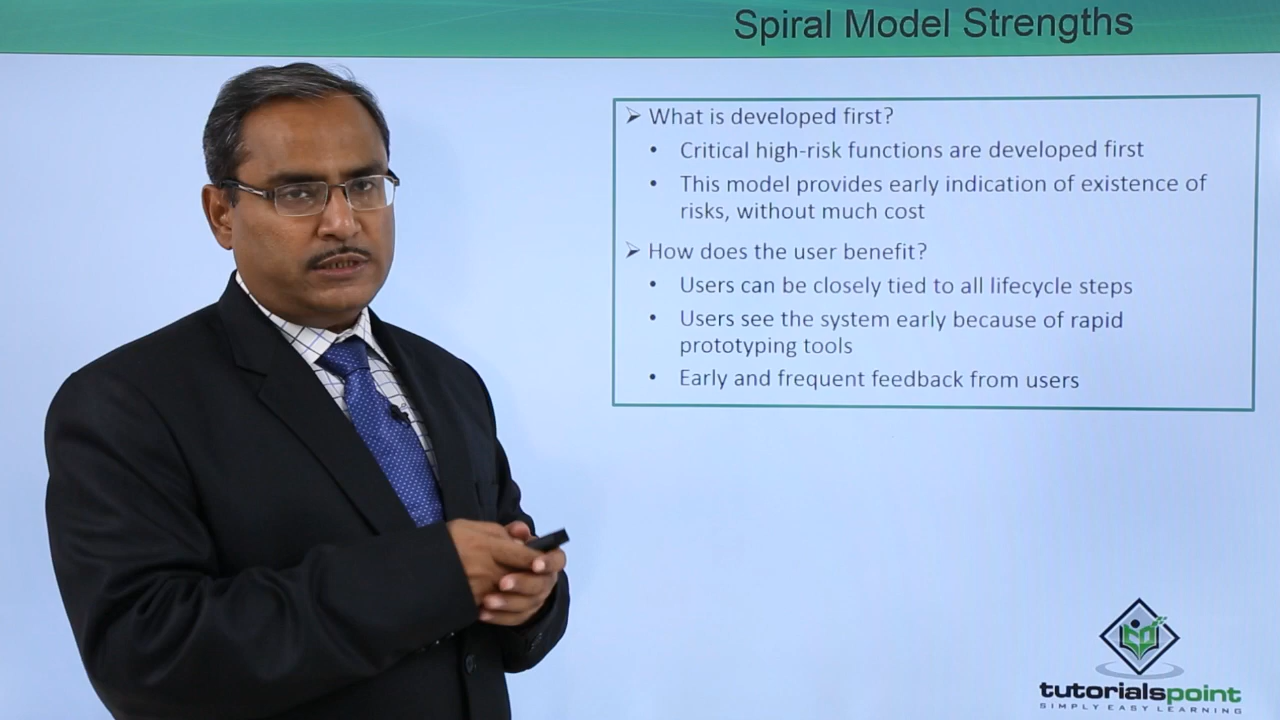 Spiral Model Strengths
➢ What is developed first?
• Critical high-risk functions are developed first
• This model provides early indication of existence of
risks, without much cost
➢ How does the user benefit?
• Users can be closely tied to all lifecycle steps
• Users see the system early because of rapid
prototyping tools
• Early and frequent feedback from users
tutorialspoint
SIMPLY EASY LEARNING